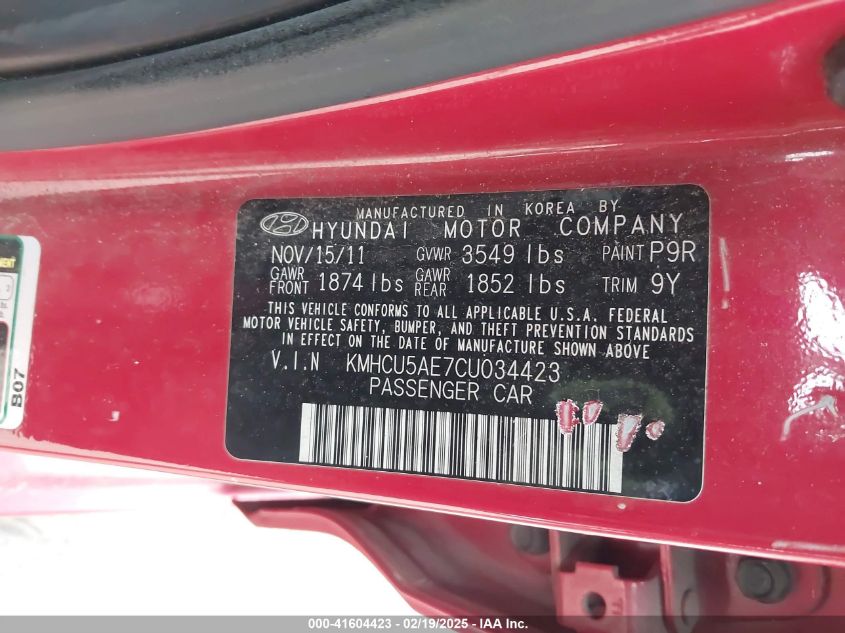 MANUFACTURED IN KOREA BY
HYUNDAI MOTOR COMPANY
NOV/15/11 GVWR 3549 lbs PAINT P9R
GAWR FRONT 1874 lbs GAWR REAR 1852 lbs TRIM 9Y
THIS VEHICLE CONFORMS TO ALL APPLICABLE U.S.A. FEDERAL
MOTOR VEHICLE SAFETY, BUMPER, AND THEFT PREVENTION STANDARDS
IN EFFECT ON THE DATE OF MANUFACTURE SHOWN ABOVE
V.I.N KMHCU5AE7CU034423
PASSENGER CAR
B07
000-41604423 - 02/19/2025 - IAA Inc.